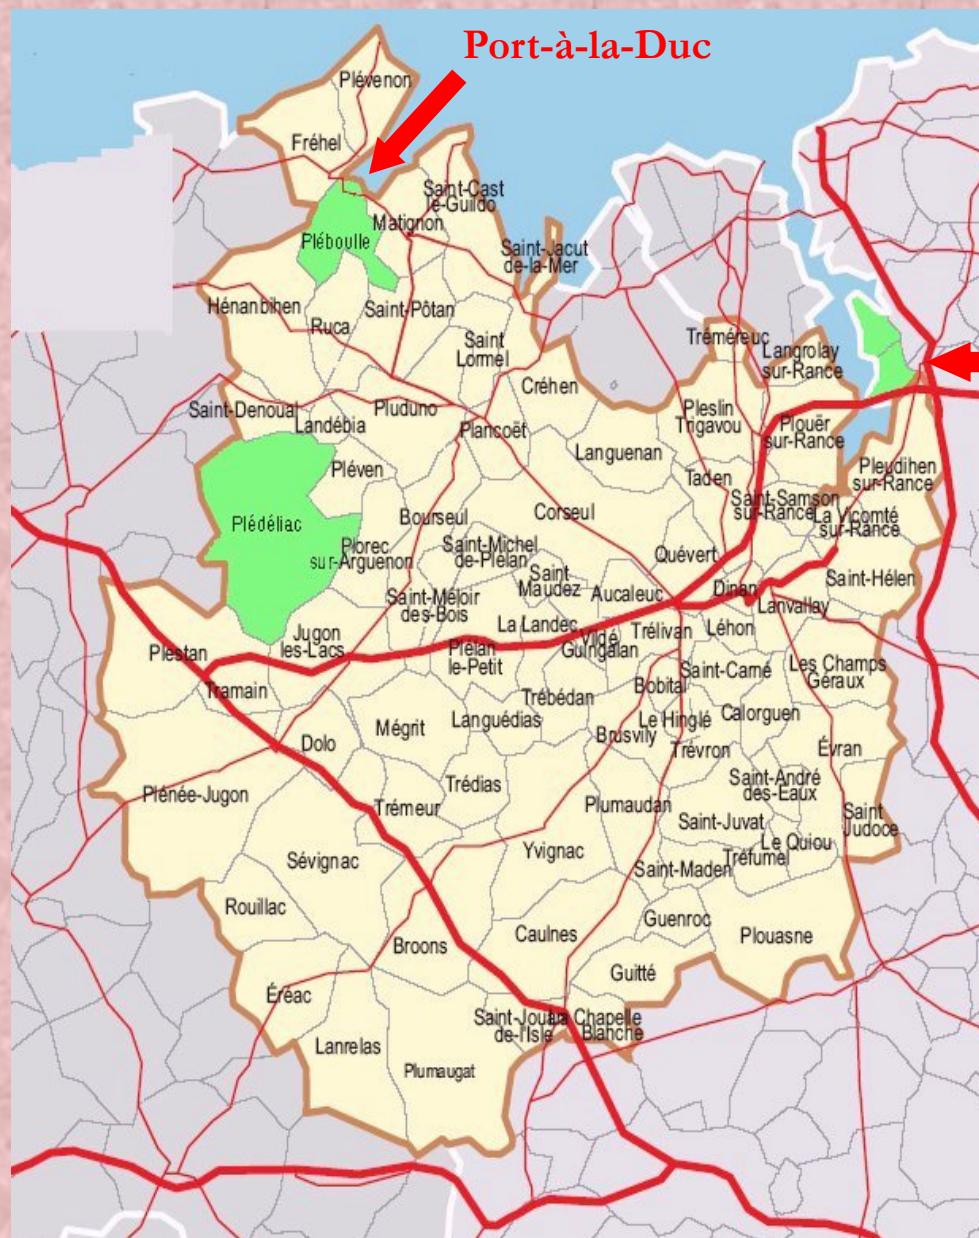 Port-à-la-Duc
Plévenon
Fréhel
Saint-Cast
le-Guildo
Matignon
Pléboulle
Saint-Jacut
de-la-Mer
Hénanbihen
Saint-Pôtan
Ruca
Saint
Lormel
Tréméreuc
Langrolay
sur-Rance
Créhen
Saint-Denoual
Landébia
Pluduno
Plancoët
Pleslin
Trigavou
Plouër
sur-Rance
Languenan
Pléven
Pleudihen
sur-Rance
Taden
Plédéliac
Bourseul
Corseul
Saint-Samson
sur-Rance
La Vicomté
sur-Rance
Plorec
sur-Arguenon
Saint-Michel
de-Plélan
Quévert
Saint
Maudez
Aucaleuc
Dinan
Saint-Hélen
Saint-Méloir
des-Bois
Lanvallay
La Landec
Vildé
Guingalan
Trélivan
Léhon
Jugon
les-Lacs
Plestan
Plélan
le-Petit
Saint-Carné
Les Champs
Géraux
Tramain
Trébédan
Bobital
Languédias
Le Hinglé
Calorguen
Mégrit
Brusvily
Dolo
Trévron
Évran
Trédias
Saint-André
des-Eaux
Plénée-Jugon
Trémeur
Plumaudan
Saint
Judoce
Saint-Juvat
Le Quiou
Yvignac
Tréfumel
Sévignac
Saint-Maden
Rouillac
Guenroc
Caulnes
Plouasne
Broons
Guitté
Éréac
Saint-Jouan
de-l'Isle
La Chapelle
Blanche
Lanrelas
Plumaugat